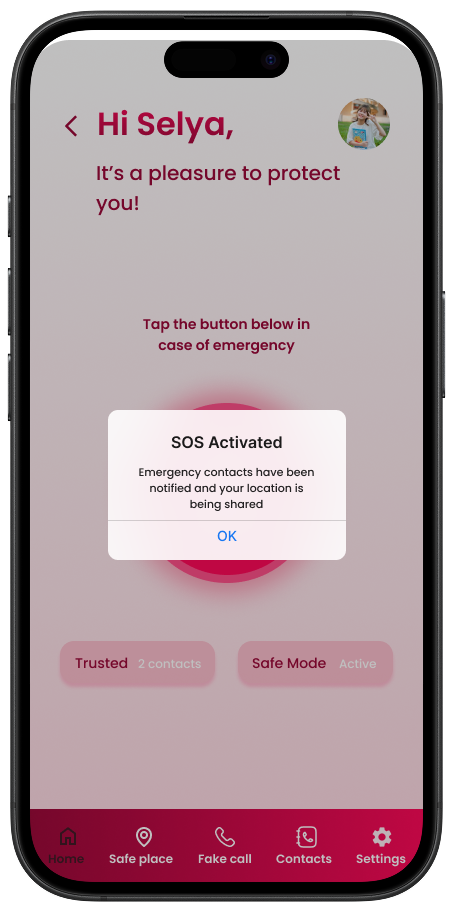 Hi Selya,
It's a pleasure to protect
you!
Tap the button below in
case of emergency
SOS Activated
Emergency contacts have been
notified and your location is
being shared
OK
Trusted 2 contacts
Safe Mode Active
Home Safe place Fake call Contacts Settings